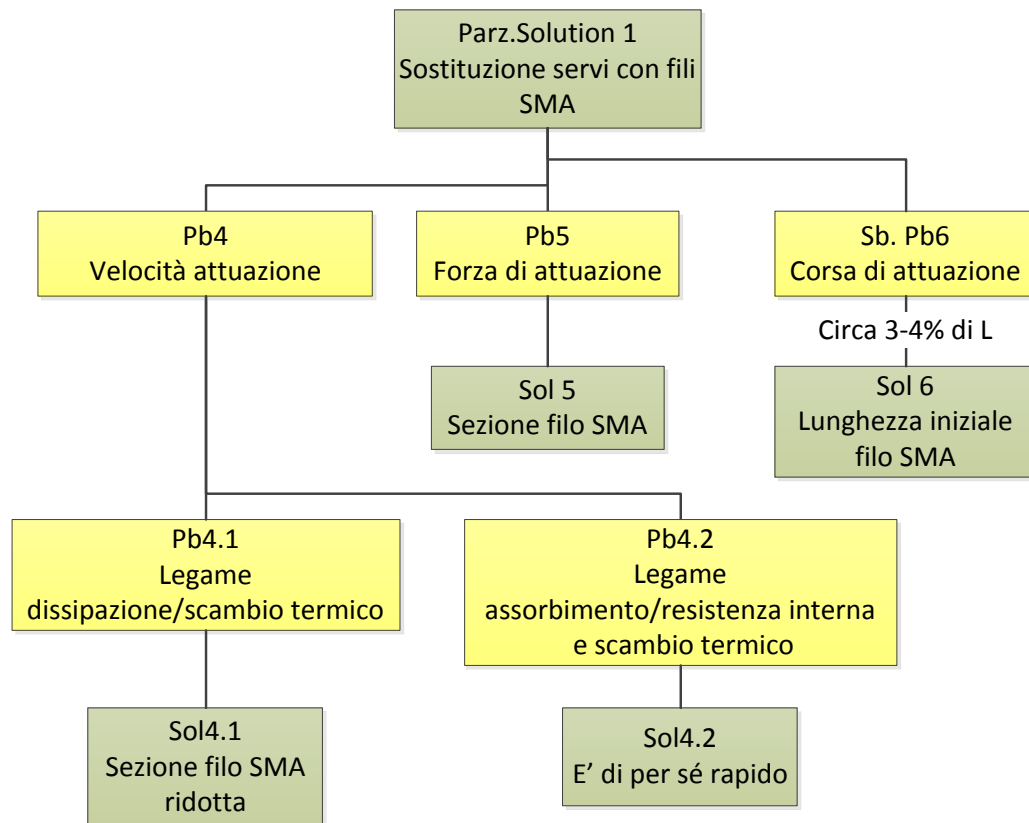 Parz.Solution 1
Sostituzione servi con fili
SMA
Pb4
Velocità attuazione
Pb5
Forza di attuazione
Sb. Pb6
Corsa di attuazione
Circa 3-4% di L
Sol 5
Sezione filo SMA
Sol 6
Lunghezza iniziale
filo SMA
Pb4.1
Legame
dissipazione/scambio termico
Pb4.2
Legame
assorbimento/resistenza interna
e scambio termico
Sol4.1
Sezione filo SMA
ridotta
Sol4.2
E’ di per sé rapido